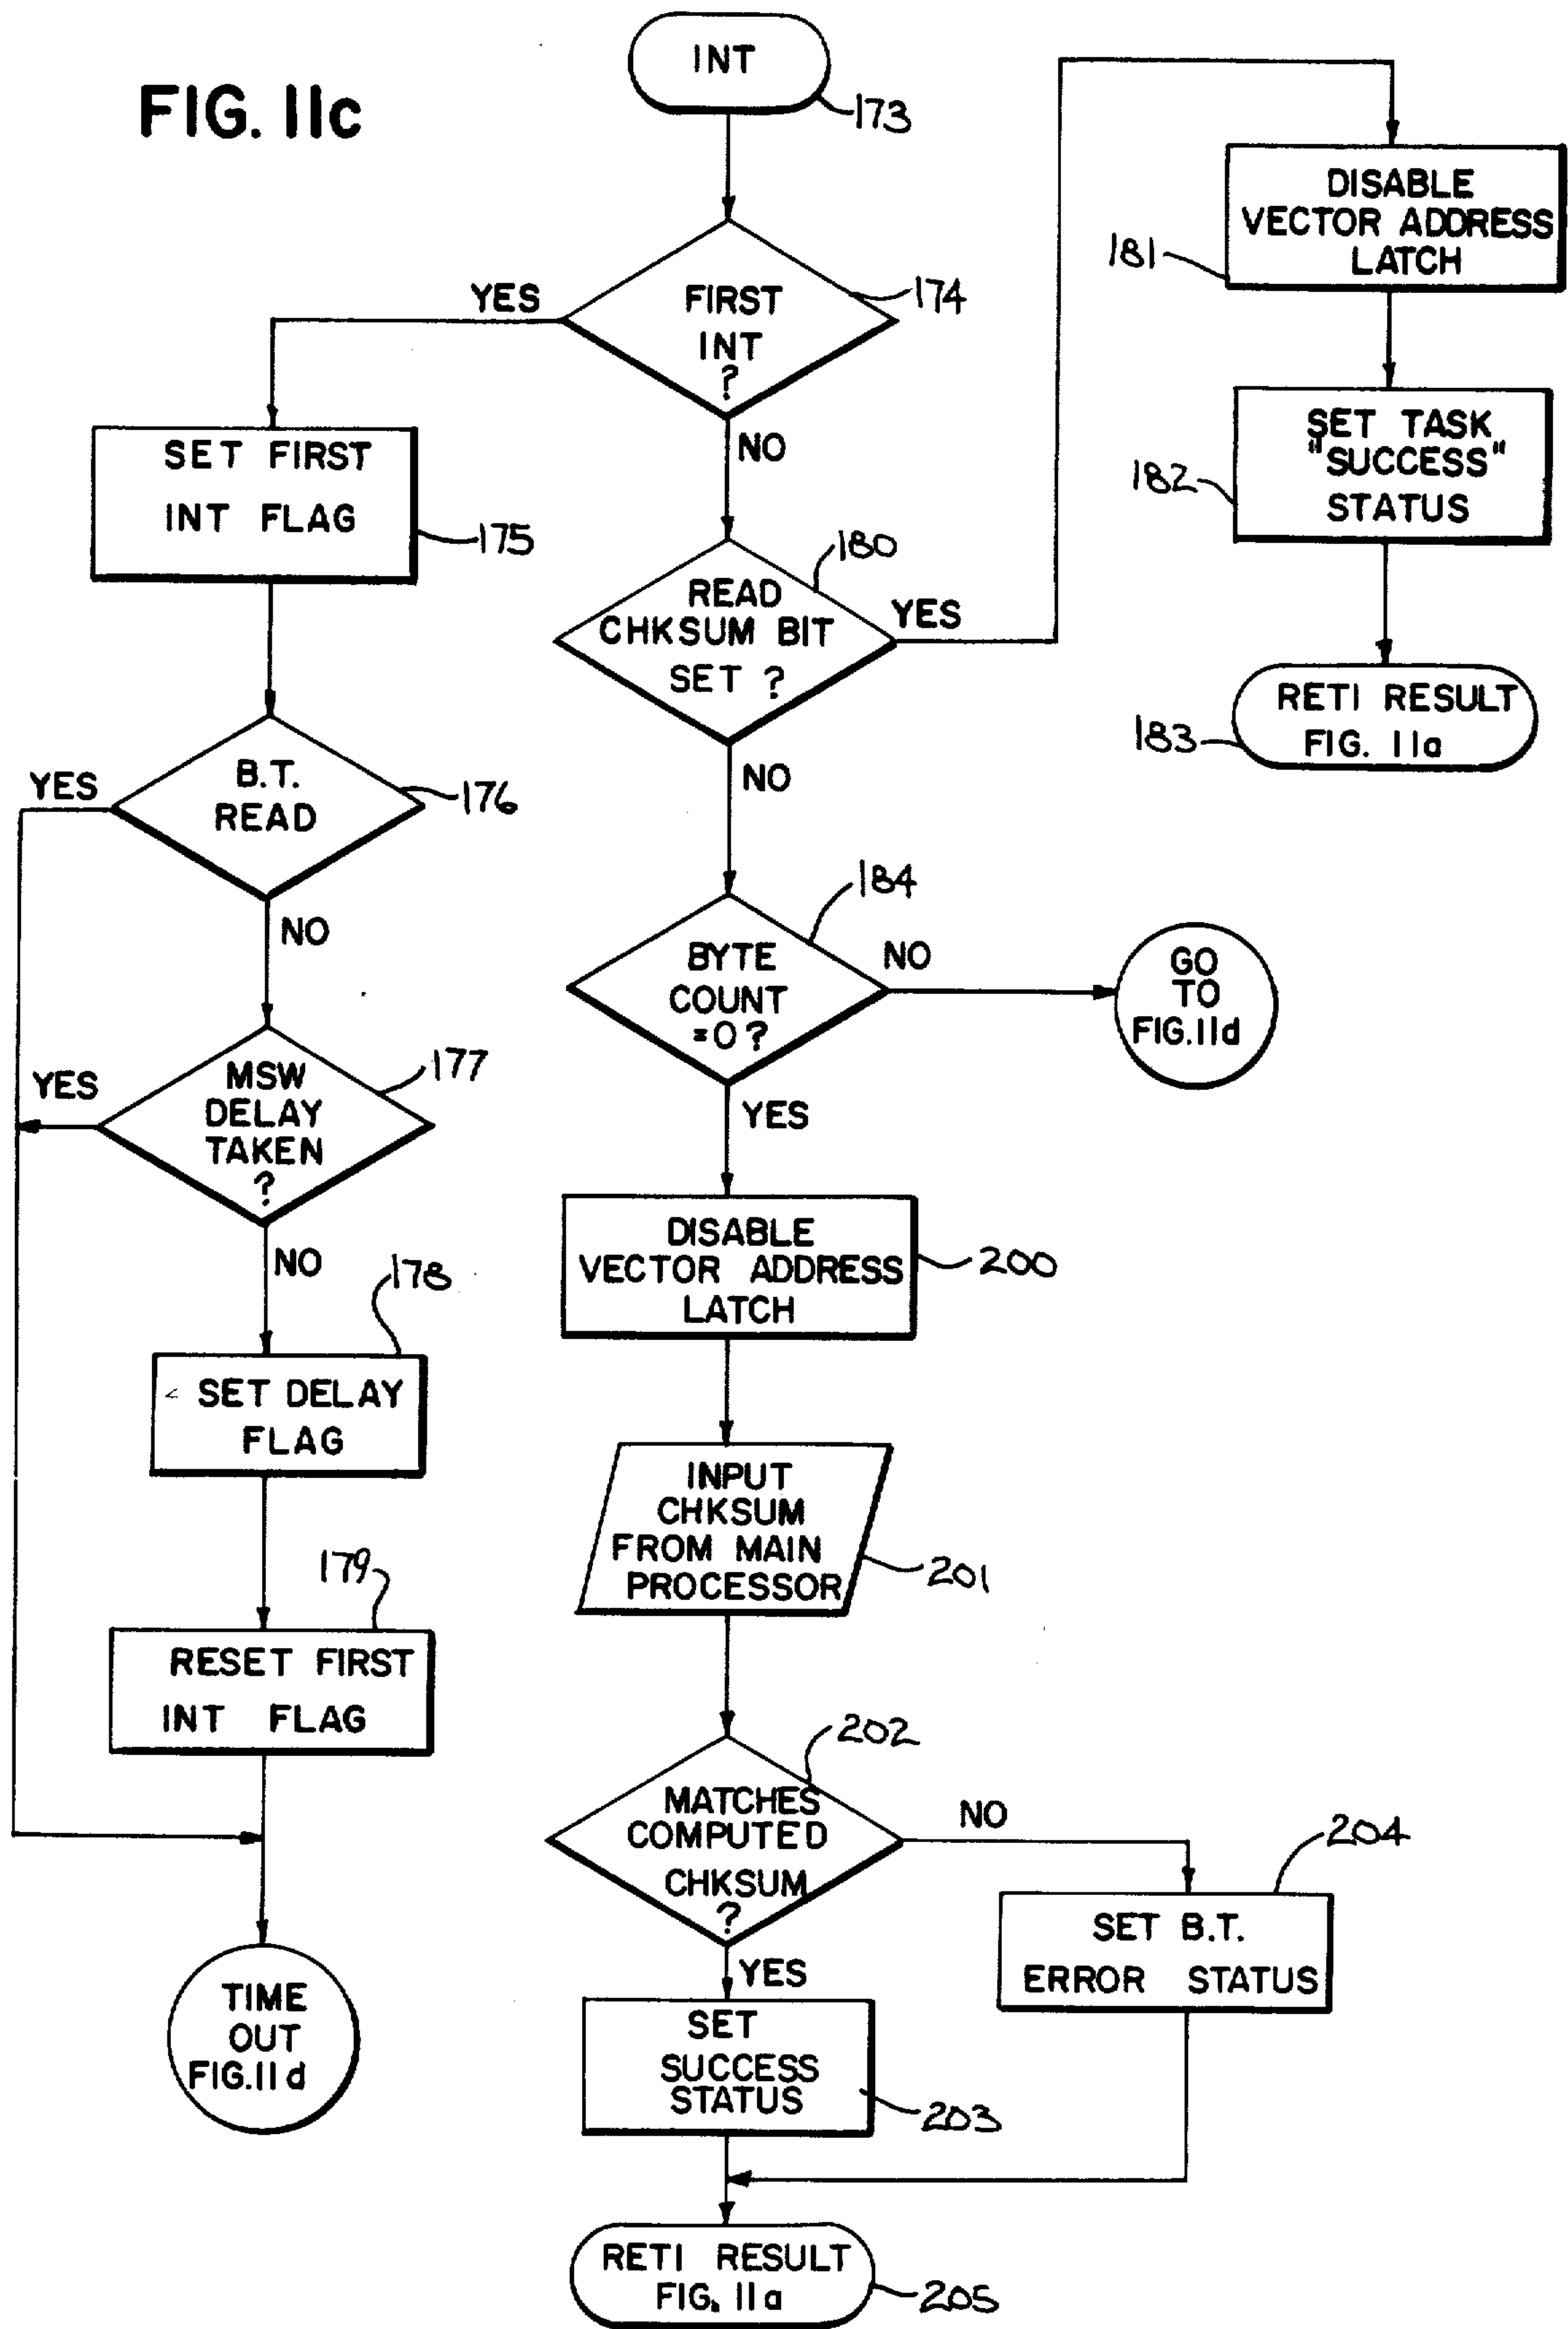 FIG. 11c
INT
173
FIRST
INT
?
174
YES
NO
SET FIRST
INT FLAG
175
B.T.
READ
176
YES
NO
MSW
DELAY
TAKEN
?
177
YES
NO
SET DELAY
FLAG
178
RESET FIRST
INT FLAG
179
TIME
OUT
FIG.11d
READ
CHKSUM BIT
SET ?
180
YES
NO
DISABLE
VECTOR ADDRESS
LATCH
181
SET TASK
"SUCCESS"
STATUS
182
RETI RESULT
FIG. 11a
183
BYTE
COUNT
=0?
184
NO
YES
GO
TO
FIG.11d
DISABLE
VECTOR ADDRESS
LATCH
200
INPUT
CHKSUM
FROM MAIN
PROCESSOR
201
MATCHES
COMPUTED
CHKSUM
?
202
NO
YES
SET B.T.
ERROR STATUS
204
SET
SUCCESS
STATUS
203
RETI RESULT
FIG. 11a
205